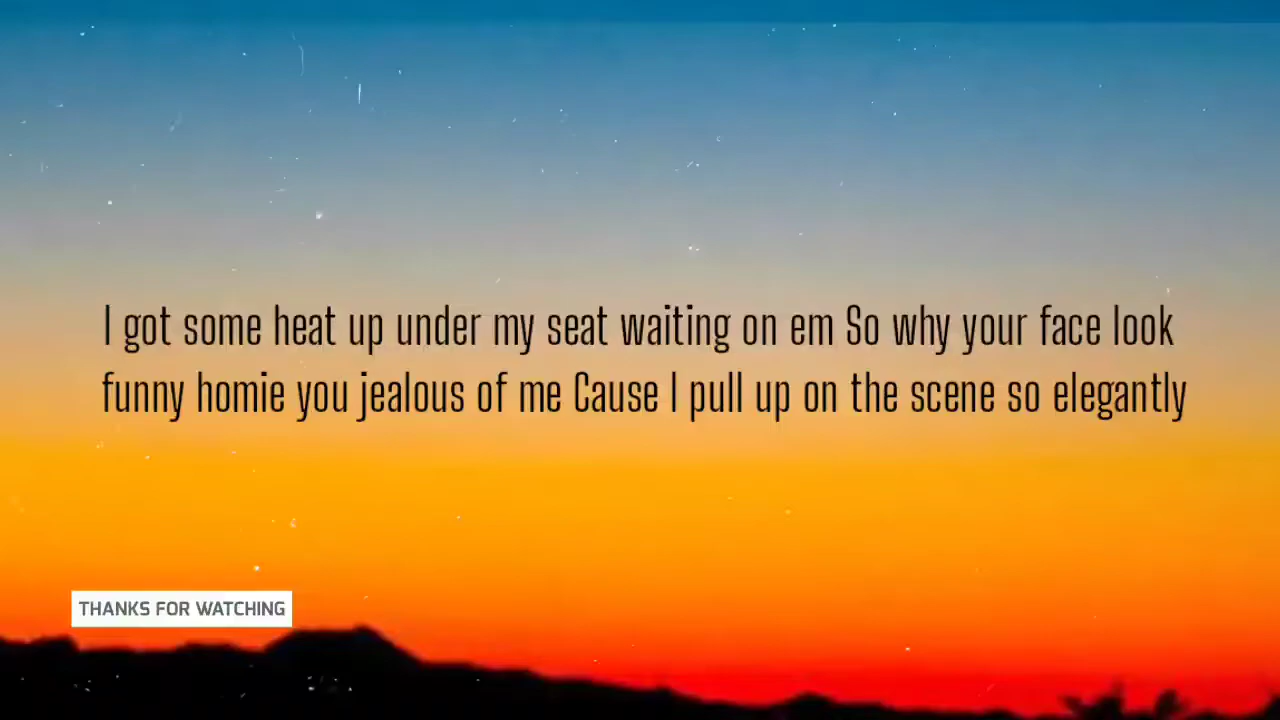 I got some heat up under my seat waiting on em So why your face look
funny homie you jealous of me Cause I pull up on the scene so elegantly
THANKS FOR WATCHING